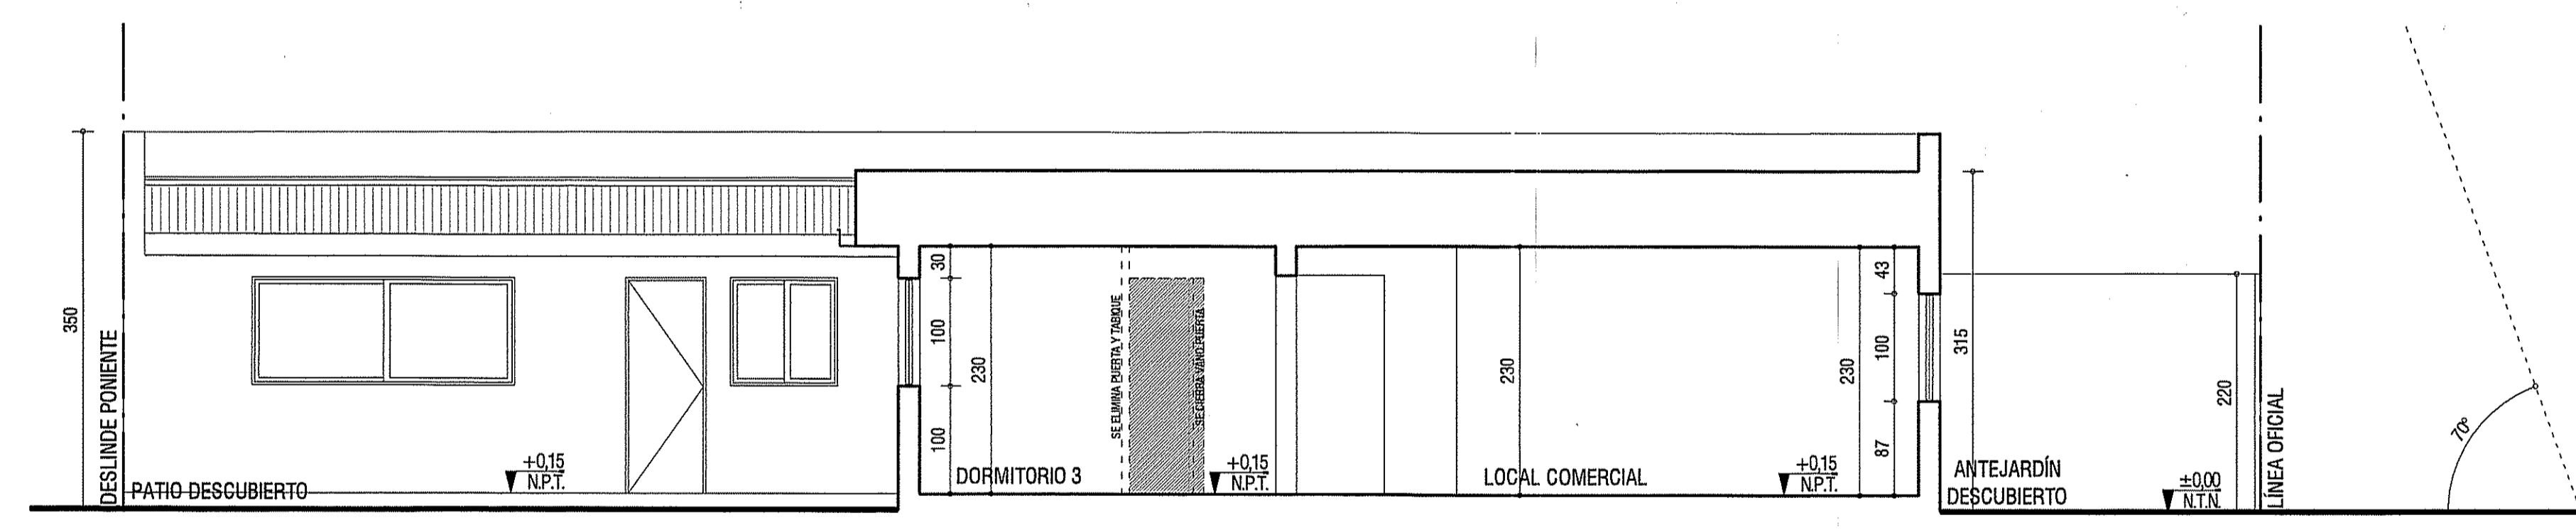 350
DESLINDE PONIENTE
PATIO DESCUBIERTO
+0,15
N.P.T.
30
100
100
230
DORMITORIO 3
SE ELIMINA PUERTA Y TABIQUE
SE CIERRA VANO PUERTA
+0,15
N.P.T.
230
LOCAL COMERCIAL
+0,15
N.P.T.
230
43
100
87
315
ANTEJARDÍN
DESCUBIERTO
220
±0,00
N.T.N.
LÍNEA OFICIAL
70º